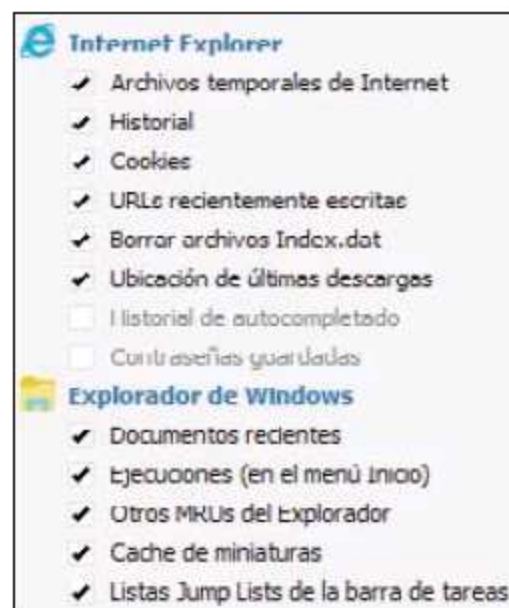 Internet Explorer
Archivos temporales de Internet
Historial
Cookies
URLs recientemente escritas
Borrar archivos Index.dat
Ubicación de últimas descargas
Historial de autocompletado
Contraseñas guardadas
Explorador de Windows
Documentos recientes
Ejecuciones (en el menú Inicio)
Otros MRUs del Explorador
Cache de miniaturas
Listas Jump Lists de la barra de tareas